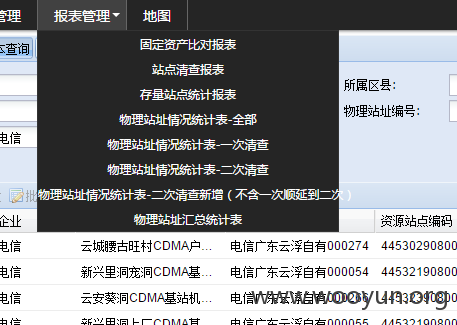 管理 报表管理 地图
本查询
固定资产比对报表
站点清查报表 所属区县:
存量站点统计报表
物理站址情况统计表-全部 物理站址编号:
电信 物理站址情况统计表-一次清查
物理站址情况统计表-二次清查
物理站址情况统计表-二次清查新增（不含一次顺延到二次）
企业 物理站址汇总统计表 资源站点编码
电信 云城腰古旺村CDMA户... 电信广东云浮自有000274 44530290800
电信 新兴里洞宠洞CDMA基... 电信广东云浮自有000054 44532190800
电信 云安葵洞CDMA基站机... 电信广东云浮自有000266 44532390800
电信 新兴里洞上厂CDMA基... 电信广东云浮自有000051 44532190800
www.wooyun.org